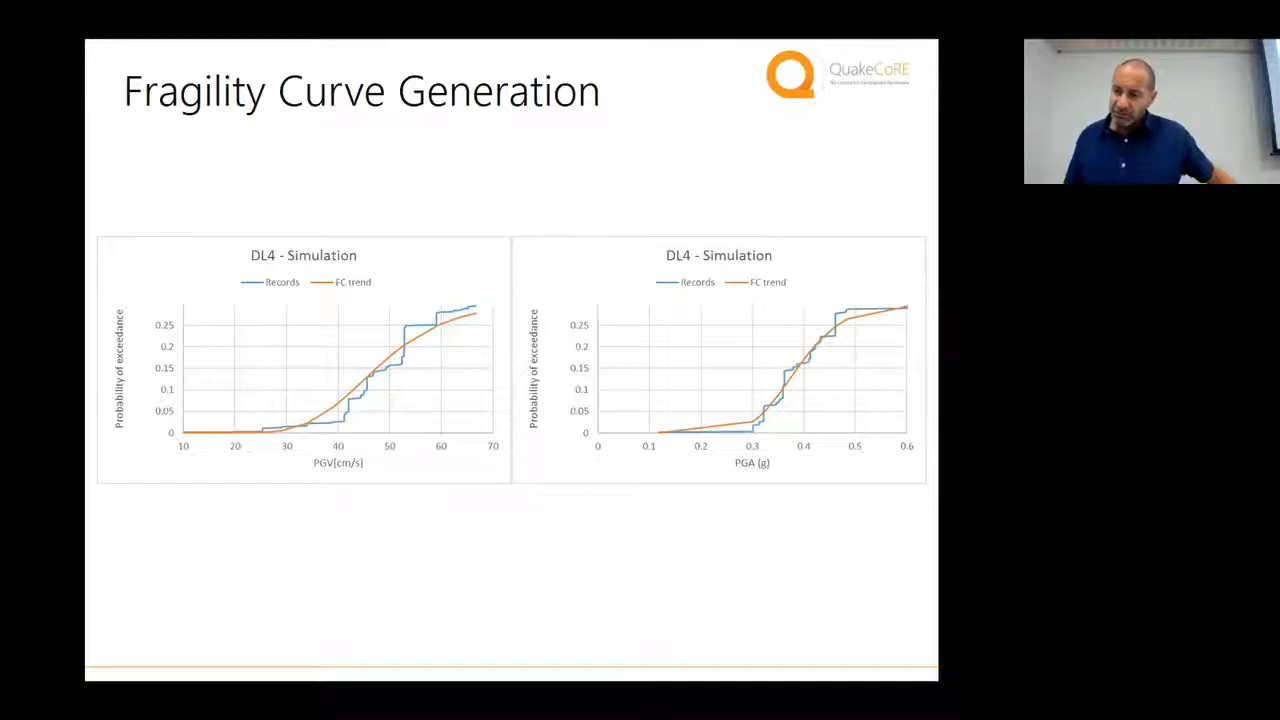 Fragility Curve Generation
QuakeCoRE
DL4 - Simulation
Records
FC trend
Probability of exceedance
0.25
0.2
0.15
0.1
0.05
0
10
20
30
40
50
60
70
PGV[cm/s]
DL4 - Simulation
Records
FC trend
Probability of exceedance
0.25
0.2
0.15
0.1
0.05
0
0
0.1
0.2
0.3
0.4
0.5
0.6
PGA (g)